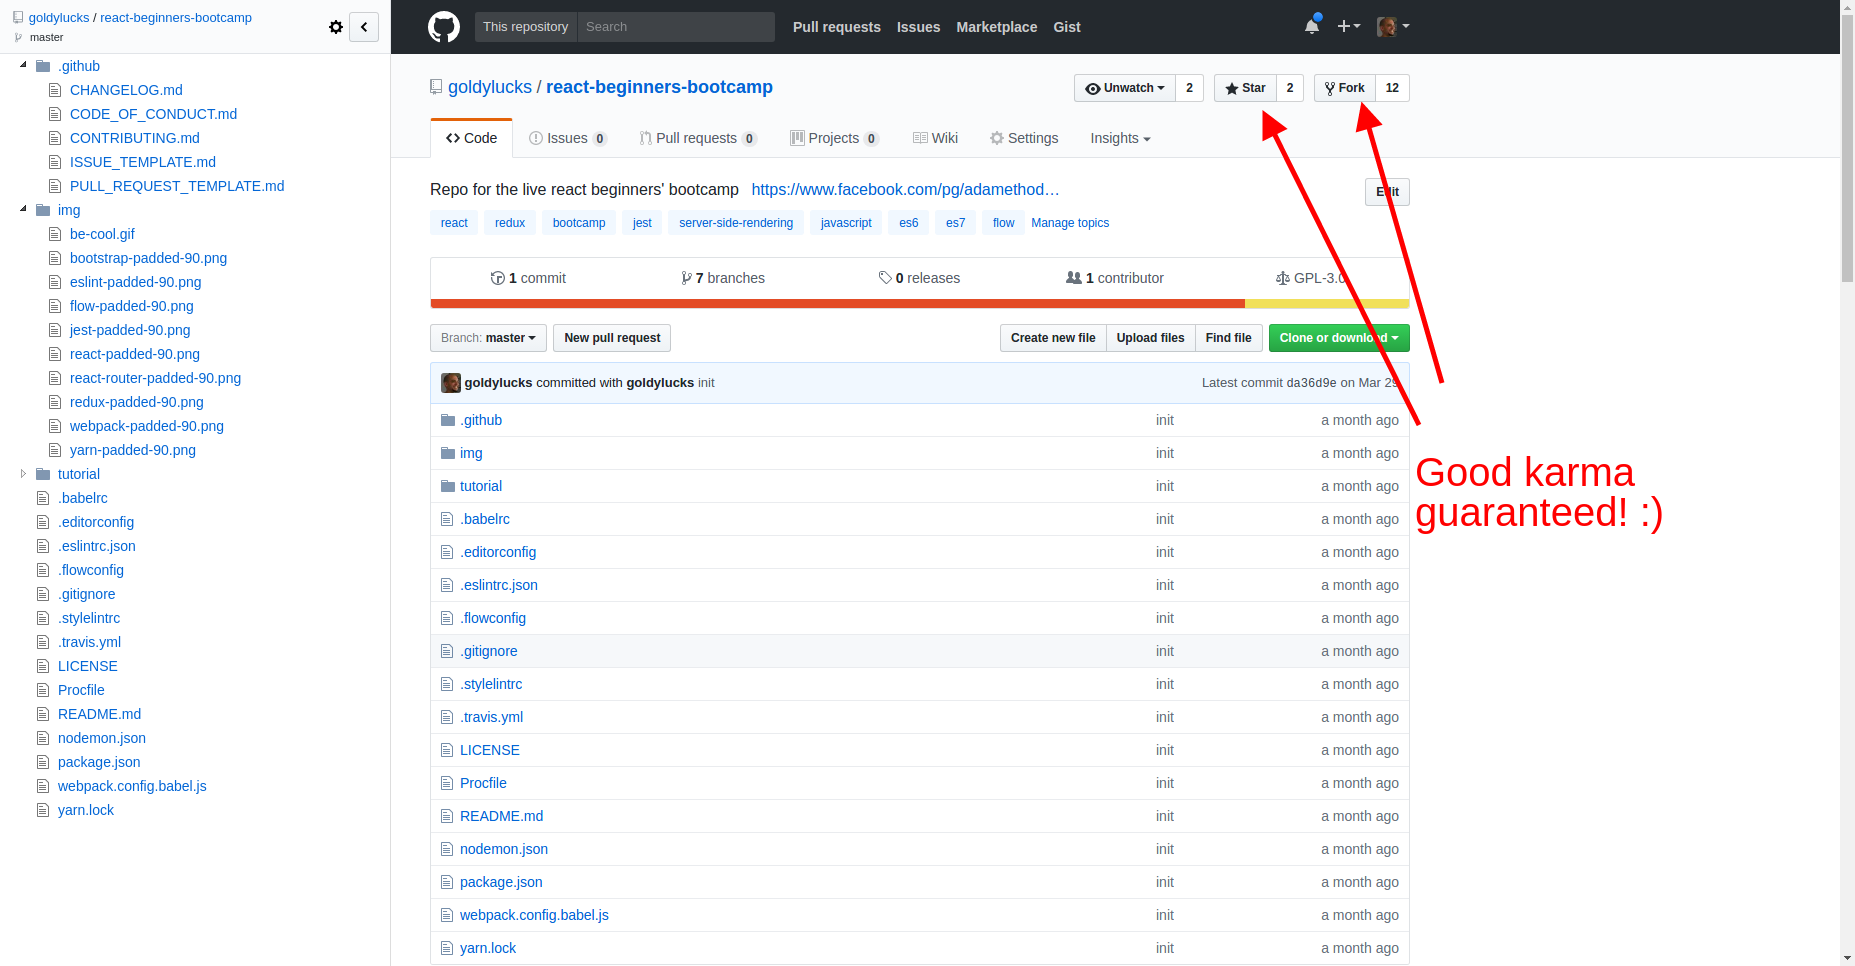 goldylucks / react-beginners-bootcamp
master
.github
CHANGELOG.md
CODE_OF_CONDUCT.md
CONTRIBUTING.md
ISSUE_TEMPLATE.md
PULL_REQUEST_TEMPLATE.md
img
be-cool.gif
bootstrap-padded-90.png
eslint-padded-90.png
flow-padded-90.png
jest-padded-90.png
react-padded-90.png
react-router-padded-90.png
redux-padded-90.png
webpack-padded-90.png
yarn-padded-90.png
tutorial
.babelrc
.editorconfig
.eslintrc.json
.flowconfig
.gitignore
.stylelintrc
.travis.yml
LICENSE
Procfile
README.md
nodemon.json
package.json
webpack.config.babel.js
yarn.lock
This repository Search Pull requests Issues Marketplace Gist
goldylucks / react-beginners-bootcamp Unwatch 2 Star 2 Fork 12
Code Issues 0 Pull requests 0 Projects 0 Wiki Settings Insights
Repo for the live react beginners' bootcamp https://www.facebook.com/pg/adamethod… Edit
react redux bootcamp jest server-side-rendering javascript es6 es7 flow Manage topics
1 commit 7 branches 0 releases 1 contributor GPL-3.0
Branch: master New pull request Create new file Upload files Find file Clone or download
goldylucks committed with goldylucks init Latest commit da36d9e on Mar 29
.github init a month ago
img init a month ago
tutorial init a month ago
.babelrc init a month ago
.editorconfig init a month ago
.eslintrc.json init a month ago
.flowconfig init a month ago
.gitignore init a month ago
.stylelintrc init a month ago
.travis.yml init a month ago
LICENSE init a month ago
Procfile init a month ago
README.md init a month ago
nodemon.json init a month ago
package.json init a month ago
webpack.config.babel.js init a month ago
yarn.lock init a month ago
Good karma
guaranteed! :)